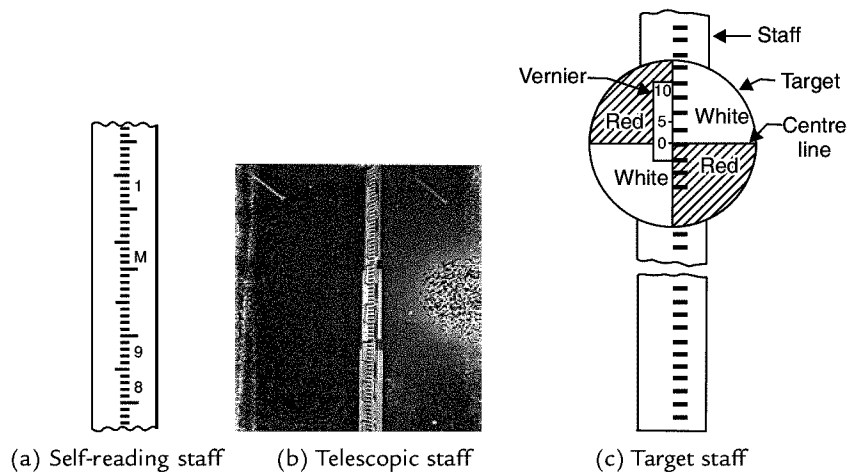 Staff
Vernier
Target
10
White
Red
5
Centre
line
0
White
Red
1
M
9
8
(a) Self-reading staff
(b) Telescopic staff
(c) Target staff